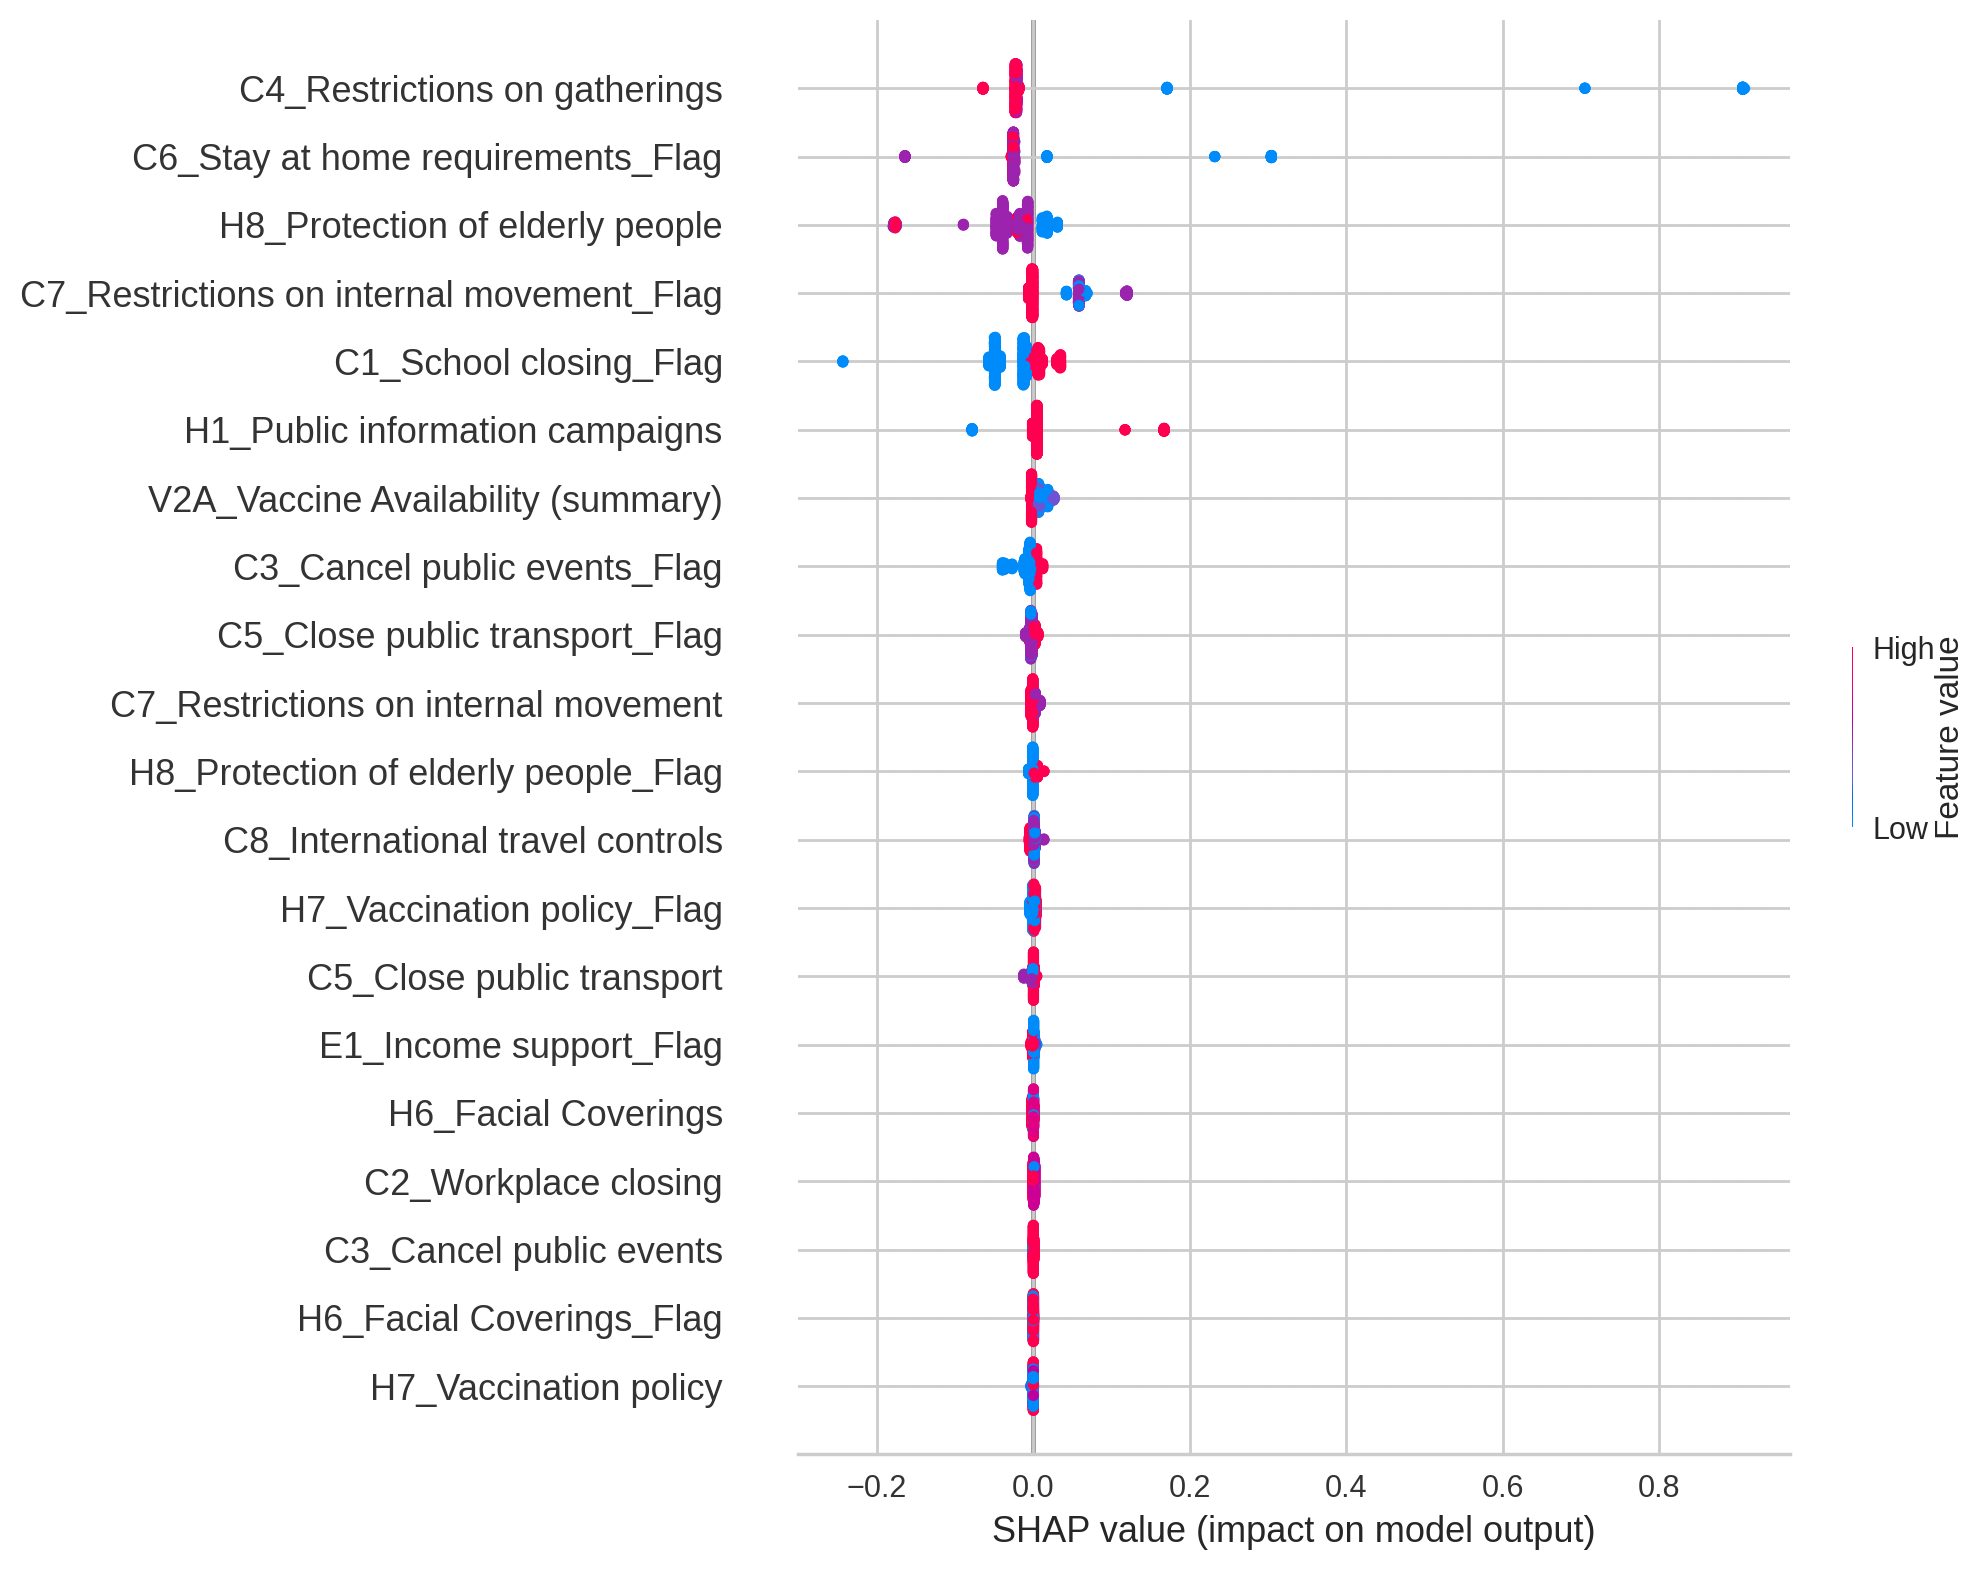 C4_Restrictions on gatherings
C6_Stay at home requirements_Flag
H8_Protection of elderly people
C7_Restrictions on internal movement_Flag
C1_School closing_Flag
H1_Public information campaigns
V2A_Vaccine Availability (summary)
C3_Cancel public events_Flag
C5_Close public transport_Flag
C7_Restrictions on internal movement
H8_Protection of elderly people_Flag
C8_International travel controls
H7_Vaccination policy_Flag
C5_Close public transport
E1_Income support_Flag
H6_Facial Coverings
C2_Workplace closing
C3_Cancel public events
H6_Facial Coverings_Flag
H7_Vaccination policy
−0.2 0.0 0.2 0.4 0.6 0.8
SHAP value (impact on model output)
High
Low
Feature value